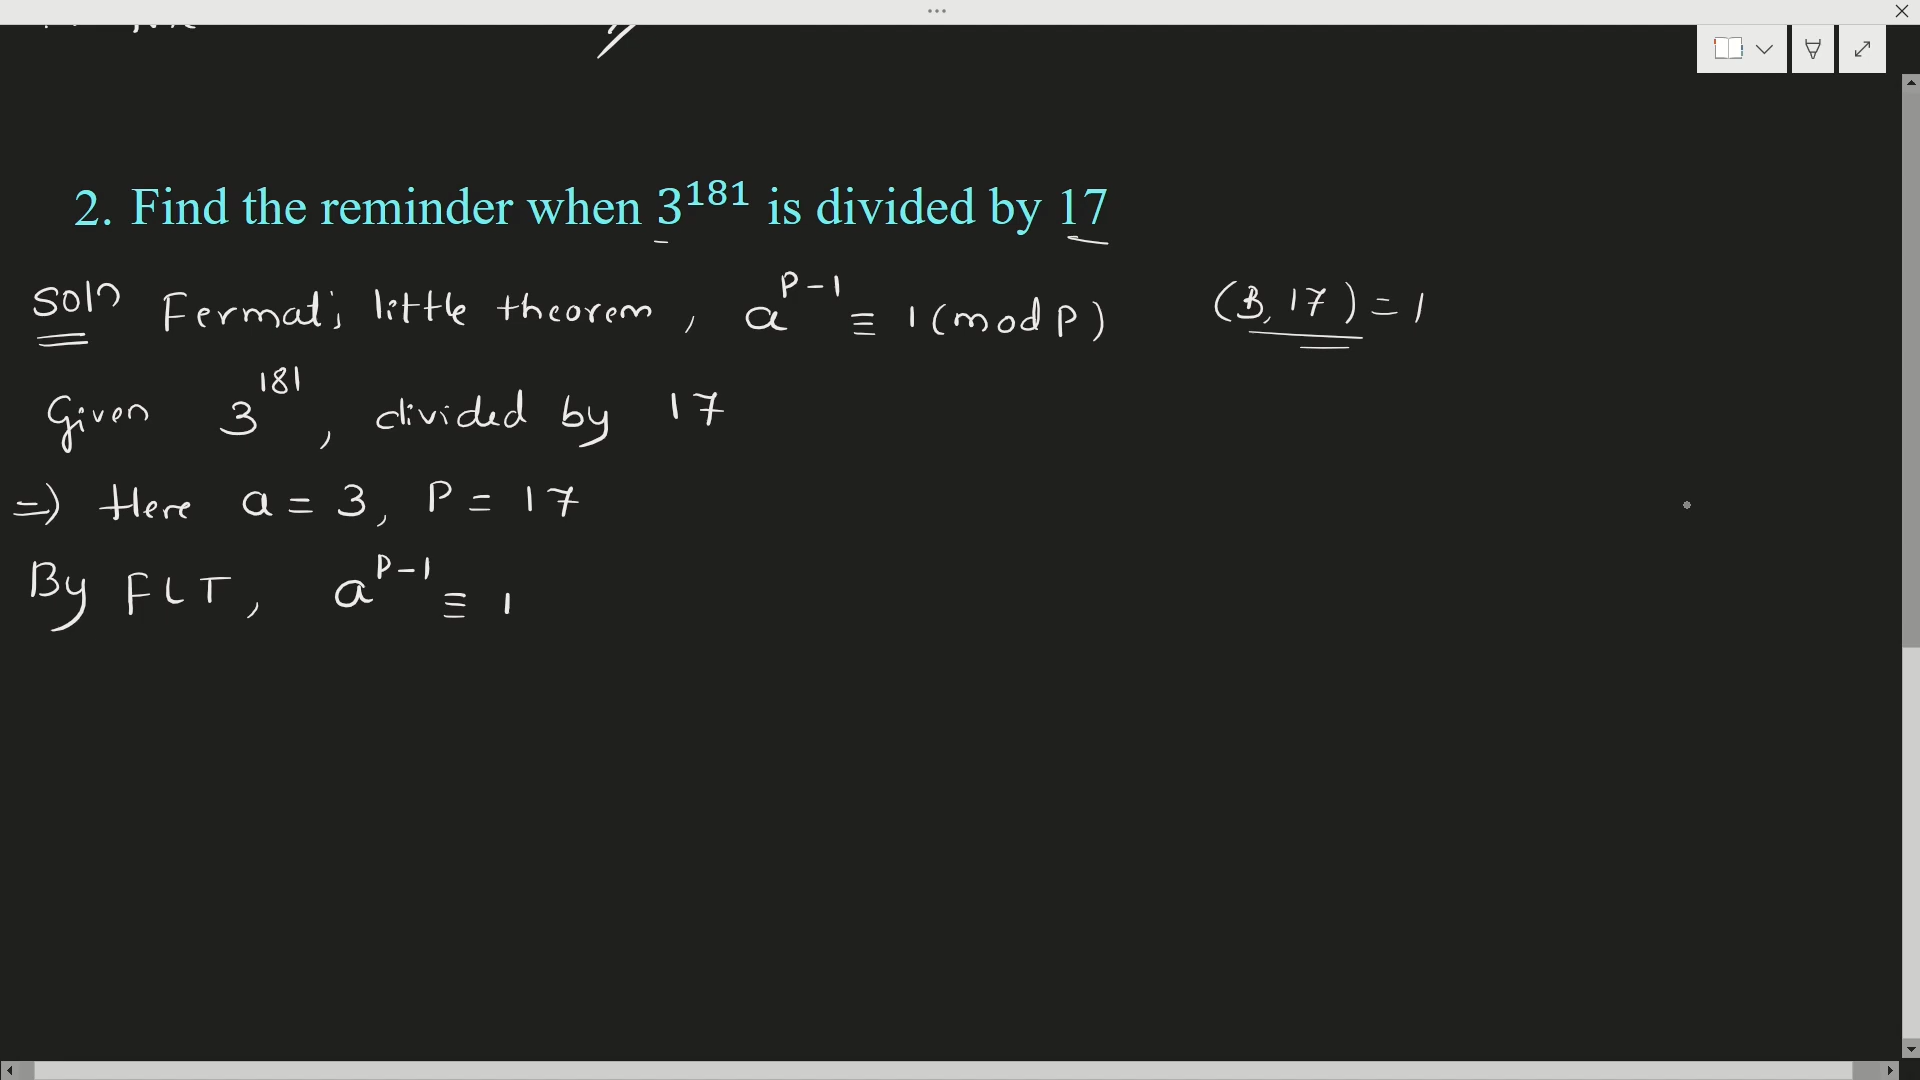 2. Find the reminder when 3^181 is divided by 17
Soln Fermat's little theorem, a^(P-1) ≡ 1 (mod P) (3, 17) = 1
Given 3^181, divided by 17
=> Here a = 3, P = 17
By FLT, a^(P-1) ≡ 1